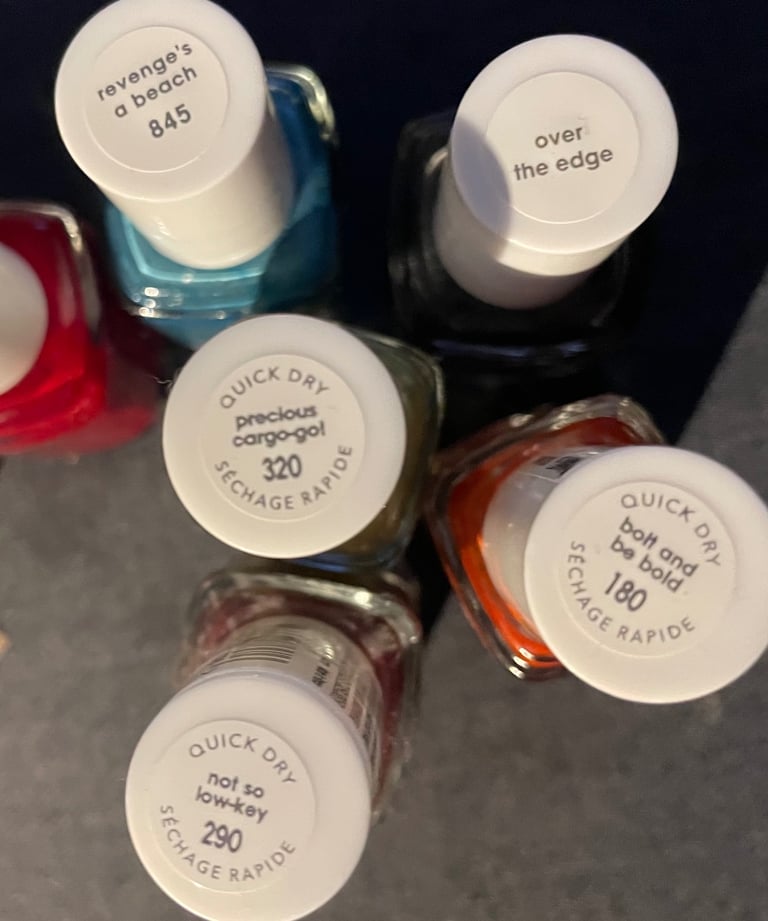 revenge's
a beach
845
over
the edge
QUICK DRY
precious
cargo-go!
320
SÉCHAGE RAPIDE
QUICK DRY
bolt and
be bold
180
SÉCHAGE RAPIDE
QUICK DRY
not so
low-key
290
SÉCHAGE RAPIDE